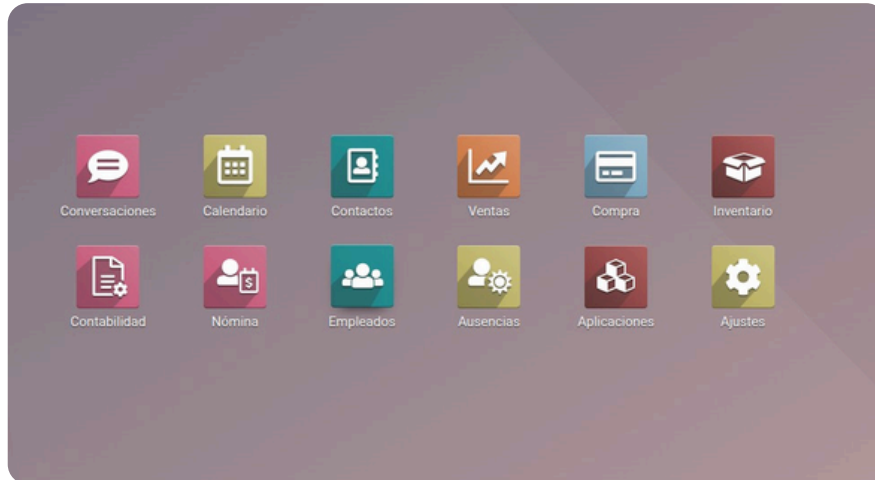 Conversaciones
Calendario
Contactos
Ventas
Compra
Inventario
Contabilidad
Nómina
Empleados
Ausencias
Aplicaciones
Ajustes